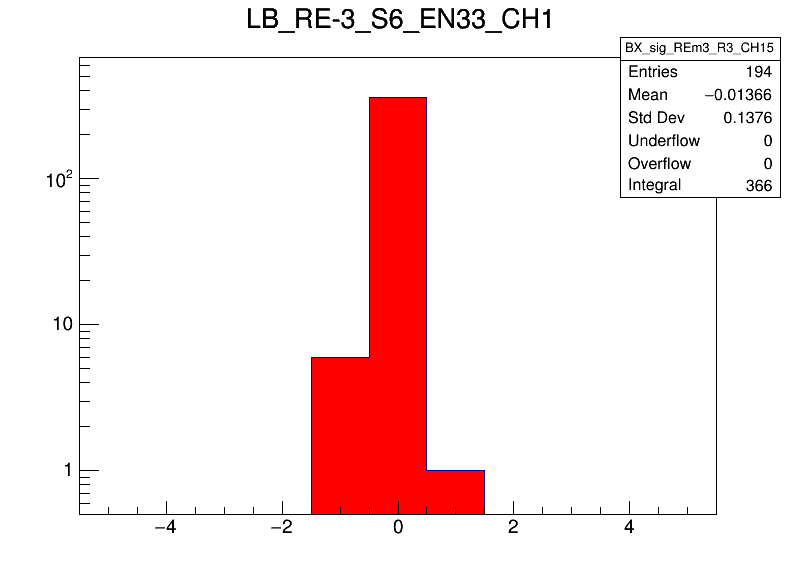 LB_RE-3_S6_EN33_CH1
BX_sig_REm3_R3_CH15
Entries 194
Mean −0.01366
Std Dev 0.1376
Underflow 0
Overflow 0
Integral 366
10²
10
1
−4 −2 0 2 4